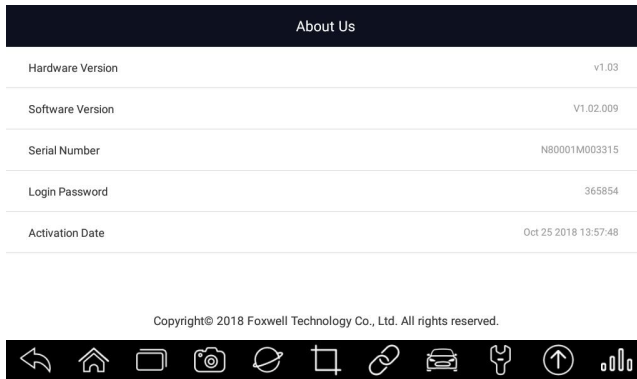 About Us
Hardware Version v1.03
Software Version V1.02.009
Serial Number N80001M003315
Login Password 365854
Activation Date Oct 25 2018 13:57:48
Copyright© 2018 Foxwell Technology Co., Ltd. All rights reserved.